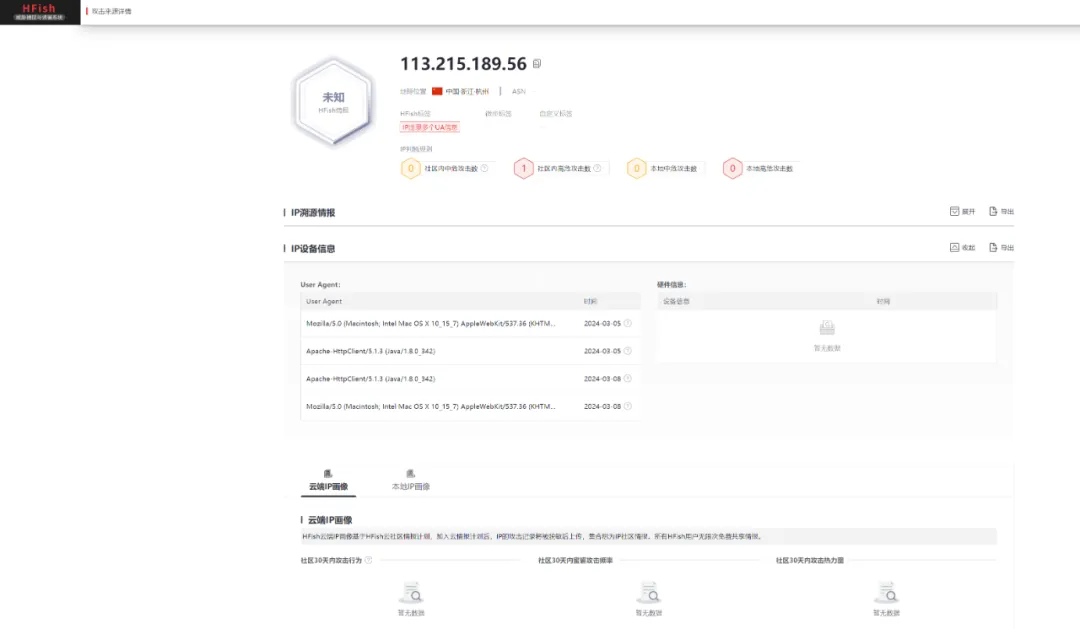 HFish
攻击来源详情
113.215.189.56
未知
HFish情报
地理位置 中国·浙江·杭州 | ASN -
HFish标签 微步标签 自定义标签
IP注册多个UA信息
IP判断规则
0 社区内中危攻击数
1 社区内高危攻击数
0 本地中危攻击数
0 本地高危攻击数
IP溯源情报 展开 导出
IP设备信息 收起 导出
User Agent: 硬件信息:
User Agent 时间 设备信息 时间
Mozilla/5.0 (Macintosh; Intel Mac OS X 10_15_7) AppleWebKit/537.36 (KHTM... 2024-03-05
Apache-HttpClient/5.1.3 (Java/1.8.0_342) 2024-03-05
暂无数据
Apache-HttpClient/5.1.3 (Java/1.8.0_342) 2024-03-08
Mozilla/5.0 (Macintosh; Intel Mac OS X 10_15_7) AppleWebKit/537.36 (KHTM... 2024-03-08
云端IP画像 本地IP画像
云端IP画像
HFish云端IP画像基于HFish云社区情报计划，加入云情报计划后，IP的攻击记录将被脱敏后上传，整合形为IP社区情报，所有HFish用户无限次免费共享情报。
社区30天内攻击行为 社区30天内蜜罐攻击频率 社区30天内攻击热力图
暂无数据 暂无数据 暂无数据